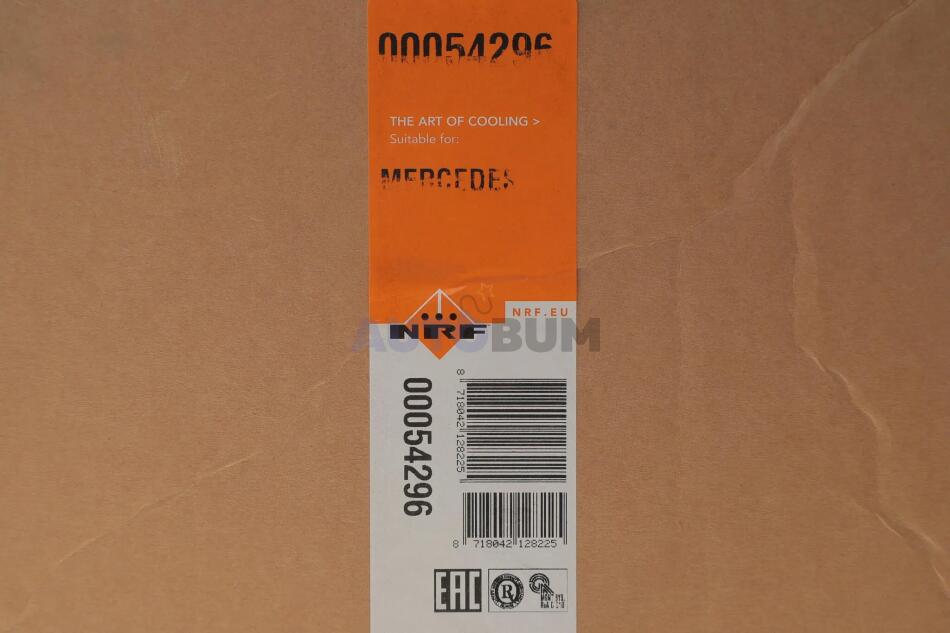 00054296
THE ART OF COOLING >
Suitable for:
MERCEDES
NRF.EU
NRF
AUTOBUM
00054296
8 718042 128225
8 718042 128225
EAC
R